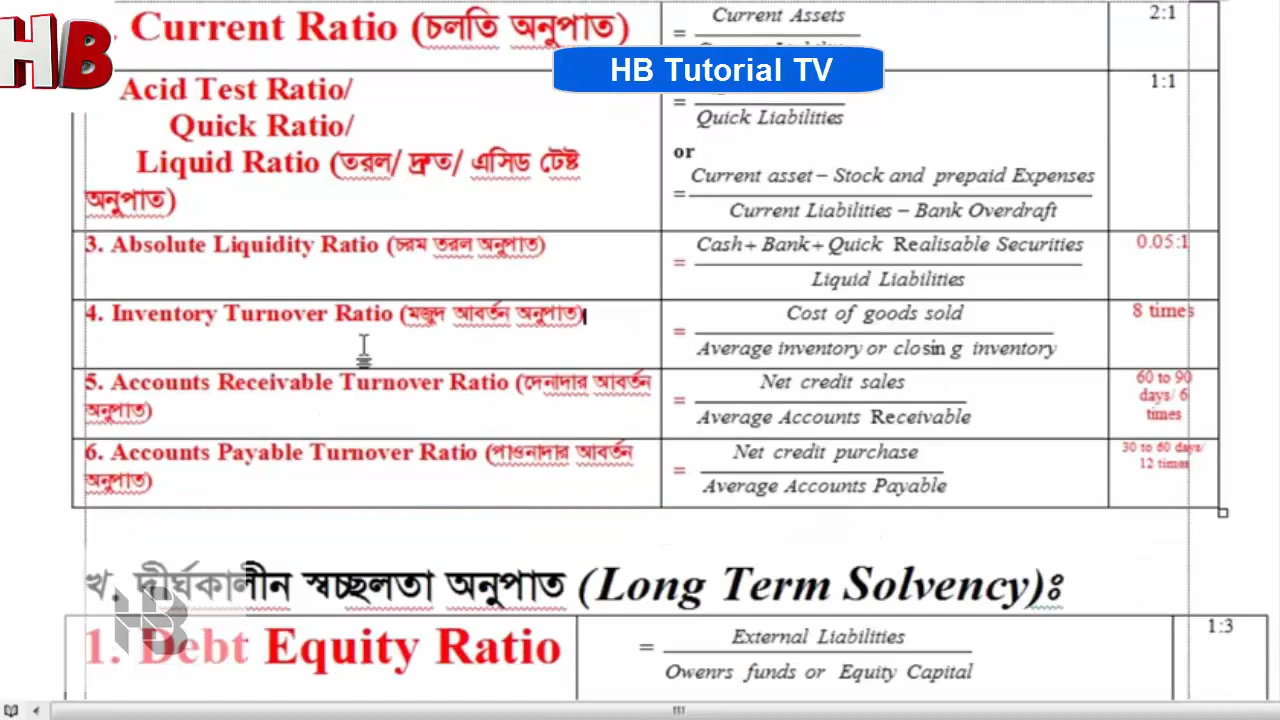 HB
. Current Ratio (চলতি অনুপাত)
= Current Assets
2:1
HB Tutorial TV
Acid Test Ratio/
Quick Ratio/
Liquid Ratio (তরল/ দ্রুত/ এসিড টেষ্ট
অনুপাত)
=
Quick Liabilities
or
= Current asset – Stock and prepaid Expenses
Current Liabilities – Bank Overdraft
1:1
3. Absolute Liquidity Ratio (চরম তরল অনুপাত)
= Cash + Bank + Quick Realisable Securities
Liquid Liabilities
0.05:1
4. Inventory Turnover Ratio (মজুদ আবর্তন অনুপাত)
= Cost of goods sold
Average inventory or closin g inventory
8 times
5. Accounts Receivable Turnover Ratio (দেনাদার আবর্তন
অনুপাত)
= Net credit sales
Average Accounts Receivable
60 to 90
days/ 6
times
6. Accounts Payable Turnover Ratio (পাওনাদার আবর্তন
অনুপাত)
= Net credit purchase
Average Accounts Payable
30 to 60 days/
12 times
খ. দীর্ঘকালীন স্বচ্ছলতা অনুপাত (Long Term Solvency)ঃ
HB
1. Debt Equity Ratio
= External Liabilities
Owenrs funds or Equity Capital
1:3